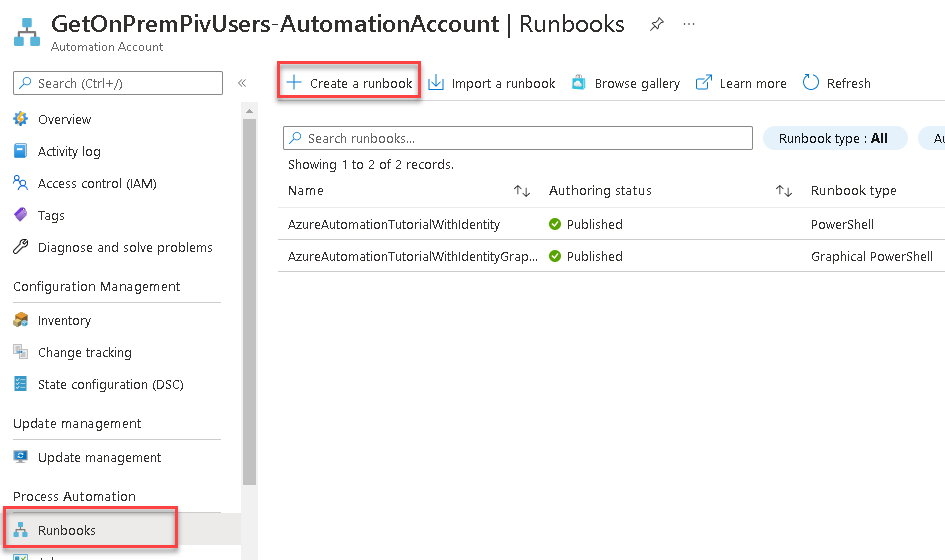 GetOnPremPivUsers-AutomationAccount | Runbooks
Automation Account
Search (Ctrl+/)
Overview
Activity log
Access control (IAM)
Tags
Diagnose and solve problems
Configuration Management
Inventory
Change tracking
State configuration (DSC)
Update management
Update management
Process Automation
Runbooks
Create a runbook Import a runbook Browse gallery Learn more Refresh
Search runbooks... Runbook type : All
Showing 1 to 2 of 2 records.
Name Authoring status Runbook type
AzureAutomationTutorialWithIdentity Published PowerShell
AzureAutomationTutorialWithIdentityGrap... Published Graphical PowerShell